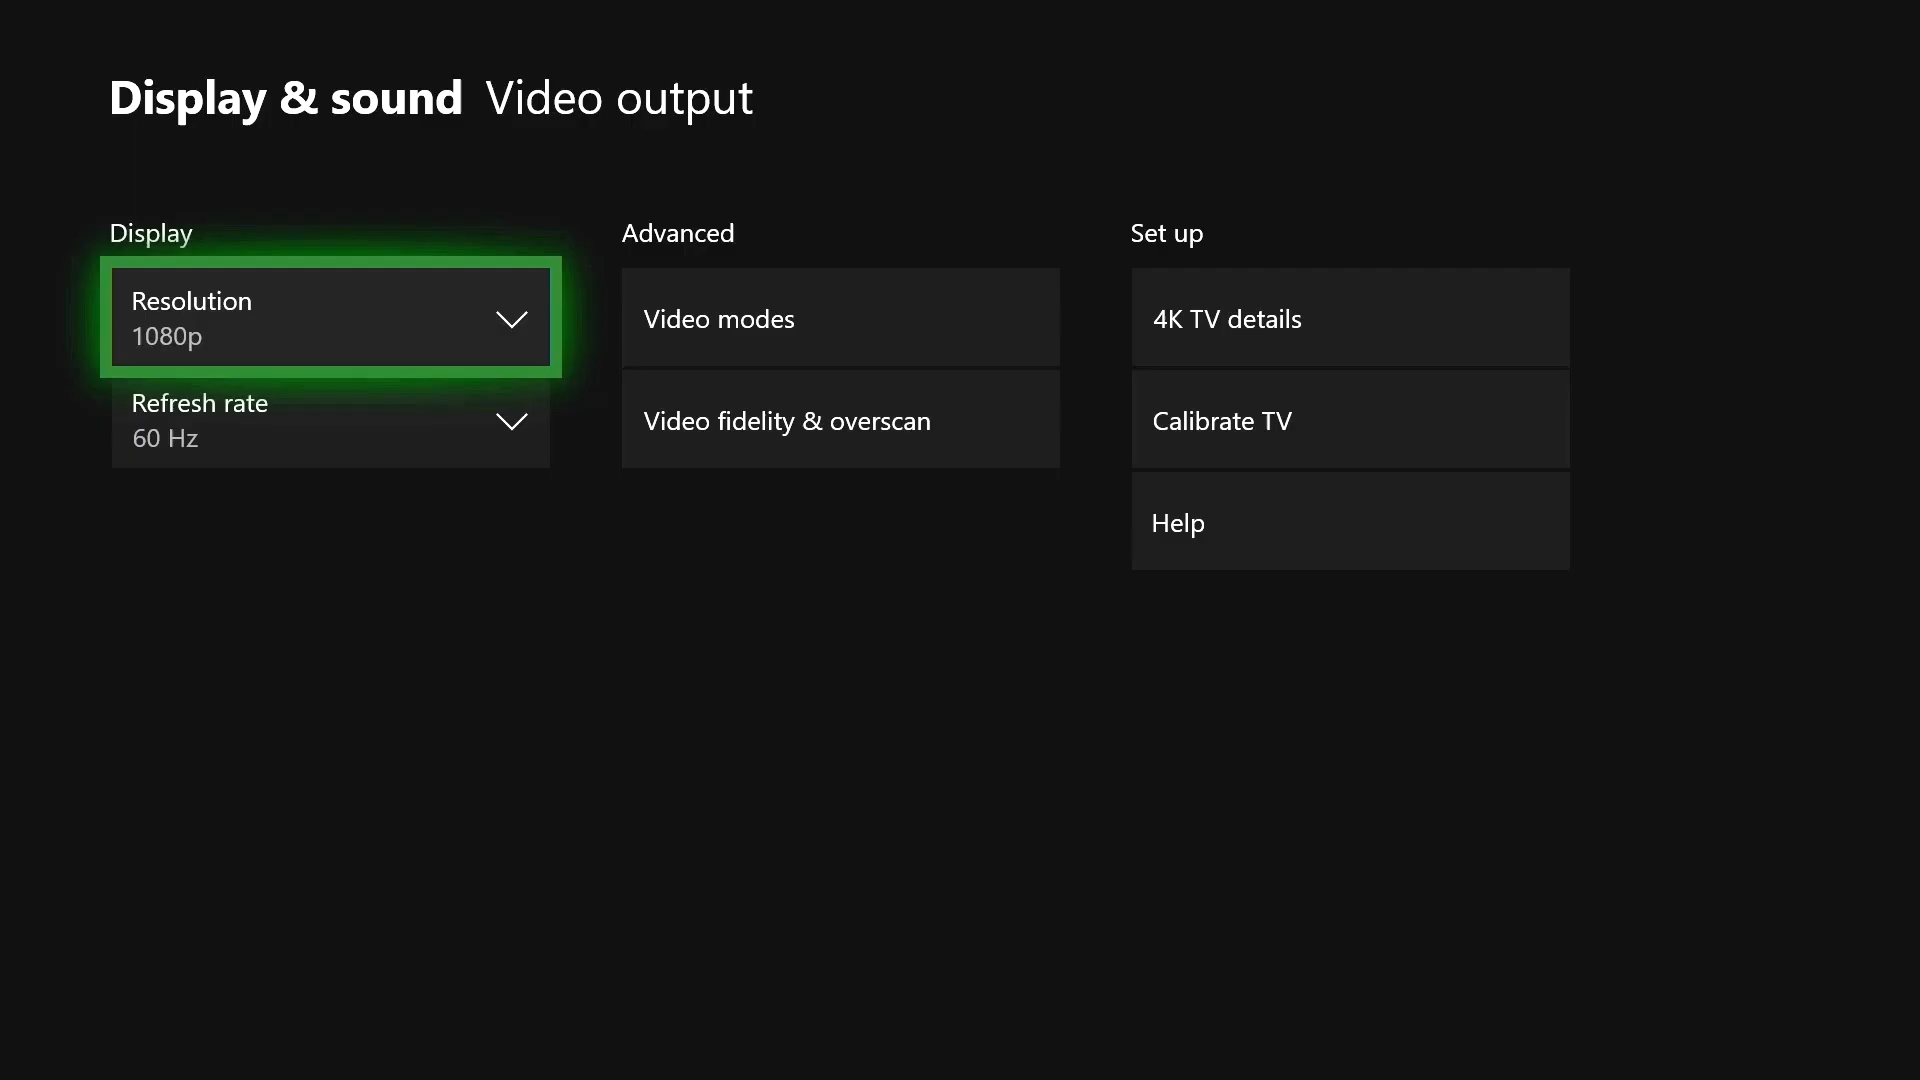 Display & sound Video output
Display
Resolution
1080p
Refresh rate
60 Hz
Advanced
Video modes
Video fidelity & overscan
Set up
4K TV details
Calibrate TV
Help